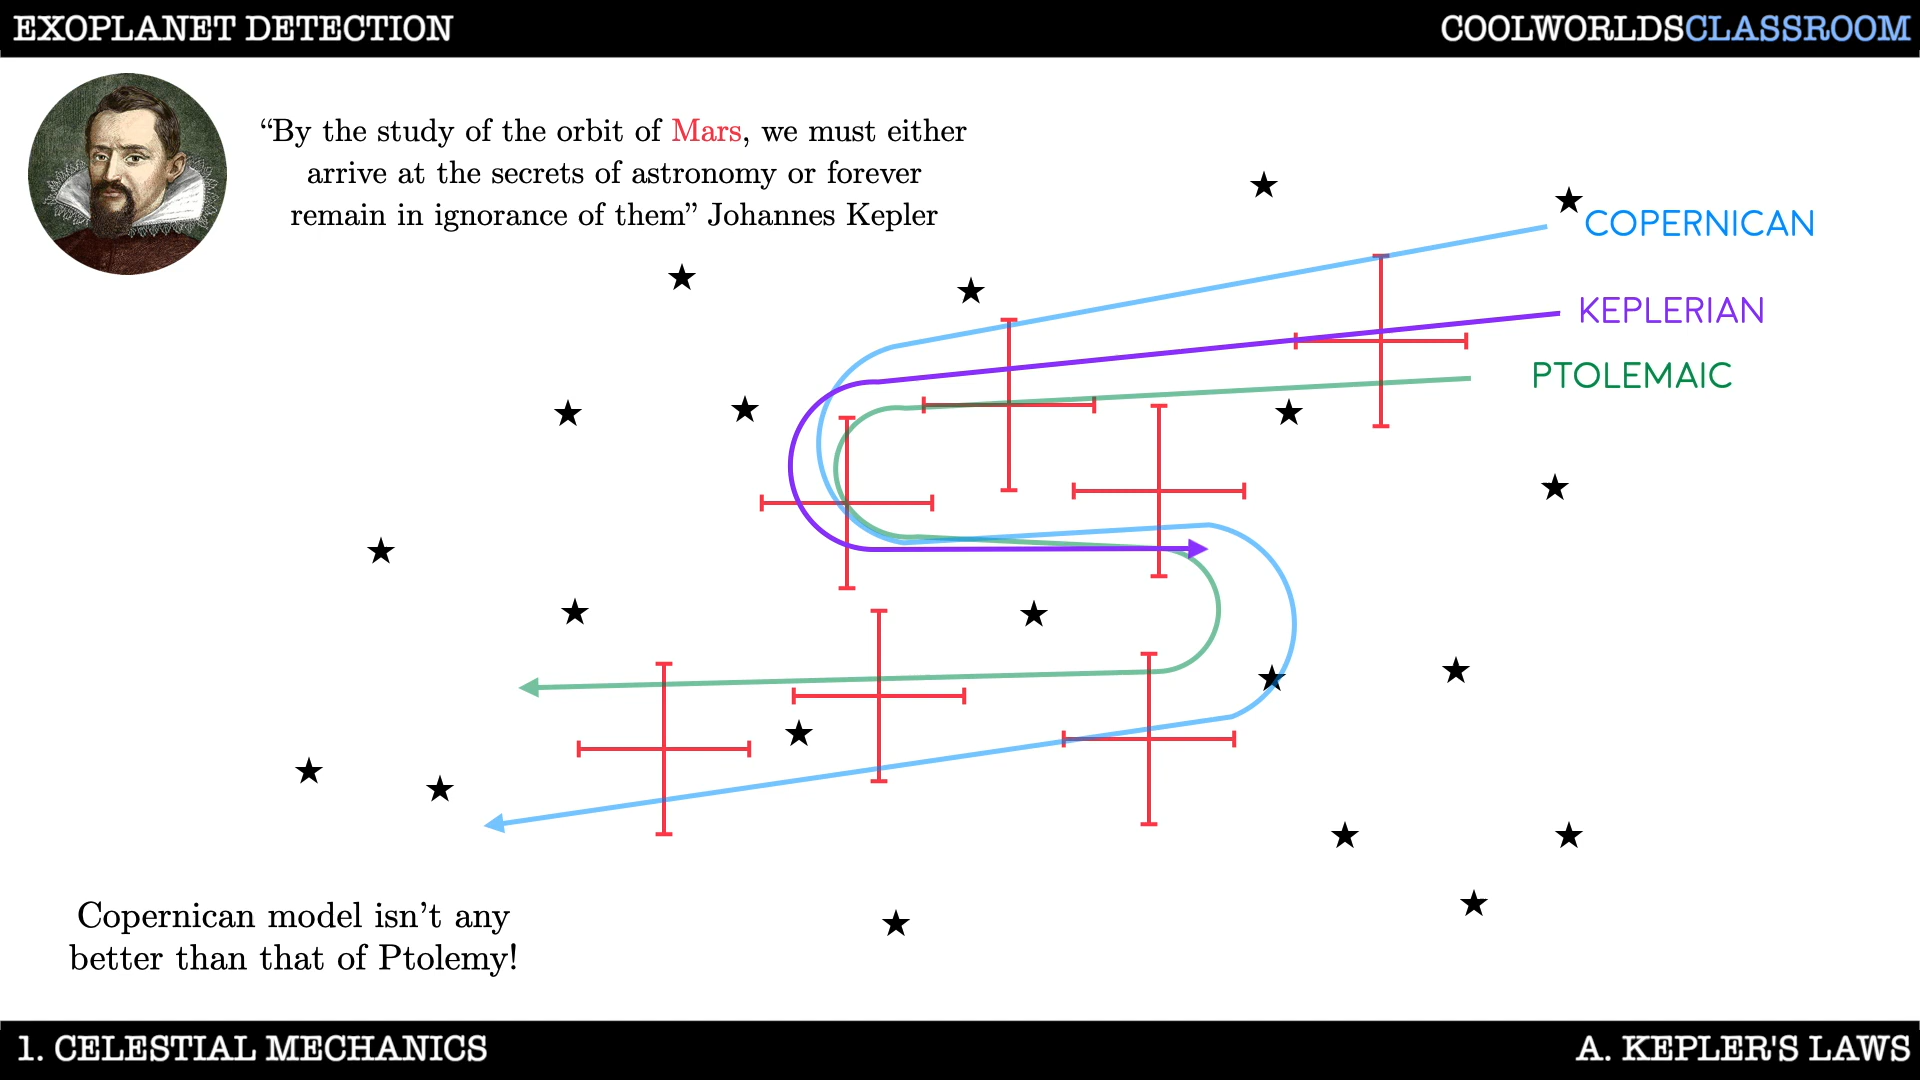 EXOPLANET DETECTION
COOLWORLDSCLASSROOM
“By the study of the orbit of Mars, we must either
arrive at the secrets of astronomy or forever
remain in ignorance of them” Johannes Kepler
COPERNICAN
KEPLERIAN
PTOLEMAIC
Copernican model isn’t any
better than that of Ptolemy!
1. CELESTIAL MECHANICS
A. KEPLER'S LAWS